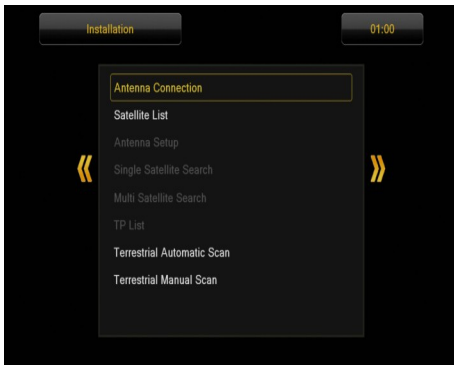 Installation
01:00
Antenna Connection
Satellite List
Antenna Setup
Single Satellite Search
Multi Satellite Search
TP List
Terrestrial Automatic Scan
Terrestrial Manual Scan